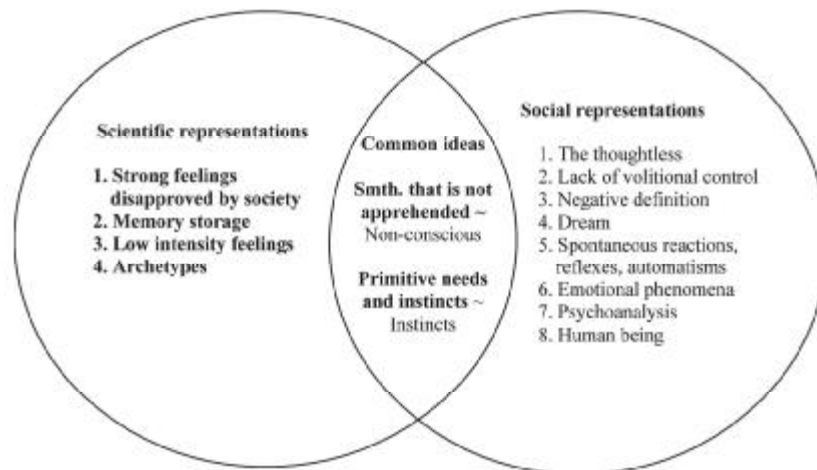 Scientific representations
1. Strong feelings
disapproved by society
2. Memory storage
3. Low intensity feelings
4. Archetypes
Common ideas
Smth. that is not
apprehended ~
Non-conscious
Primitive needs
and instincts ~
Instincts
Social representations
1. The thoughtless
2. Lack of volitional control
3. Negative definition
4. Dream
5. Spontaneous reactions,
reflexes, automatisms
6. Emotional phenomena
7. Psychoanalysis
8. Human being